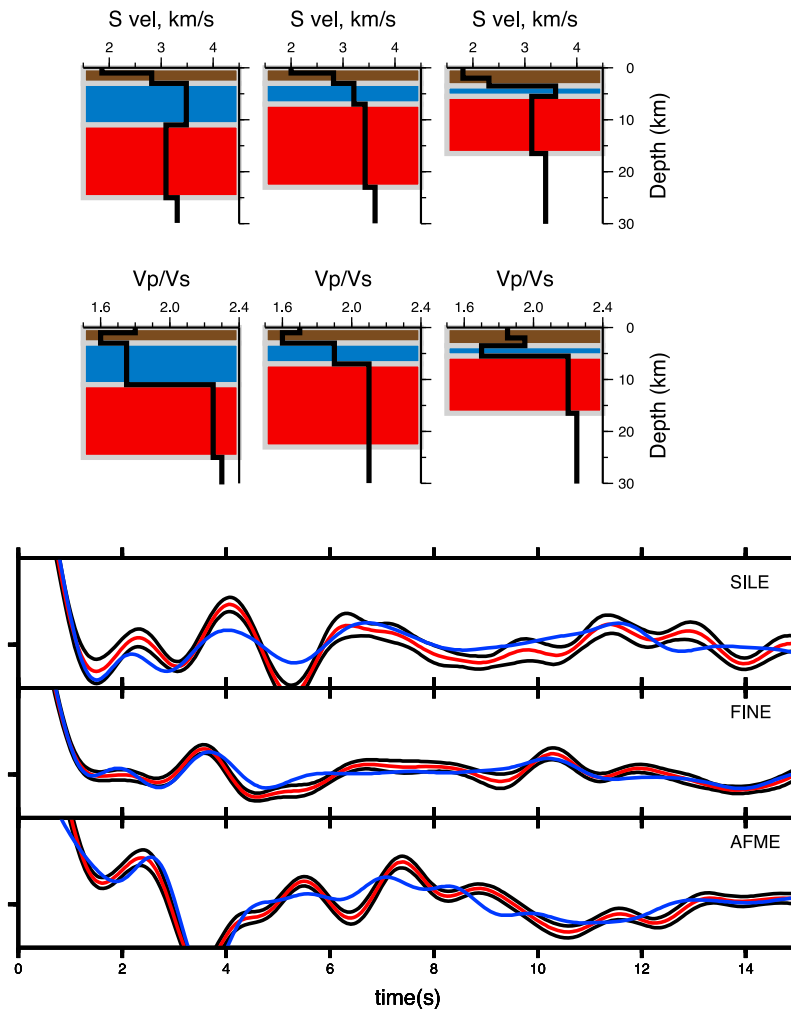 S vel, km/s S vel, km/s S vel, km/s
2 3 4 2 3 4 2 3 4
0
10
20
30
Depth (km)
Vp/Vs Vp/Vs Vp/Vs
1.6 2.0 2.4 1.6 2.0 2.4 1.6 2.0 2.4
0
10
20
30
Depth (km)
SILE
FINE
AFME
0 2 4 6 8 10 12 14
time(s)